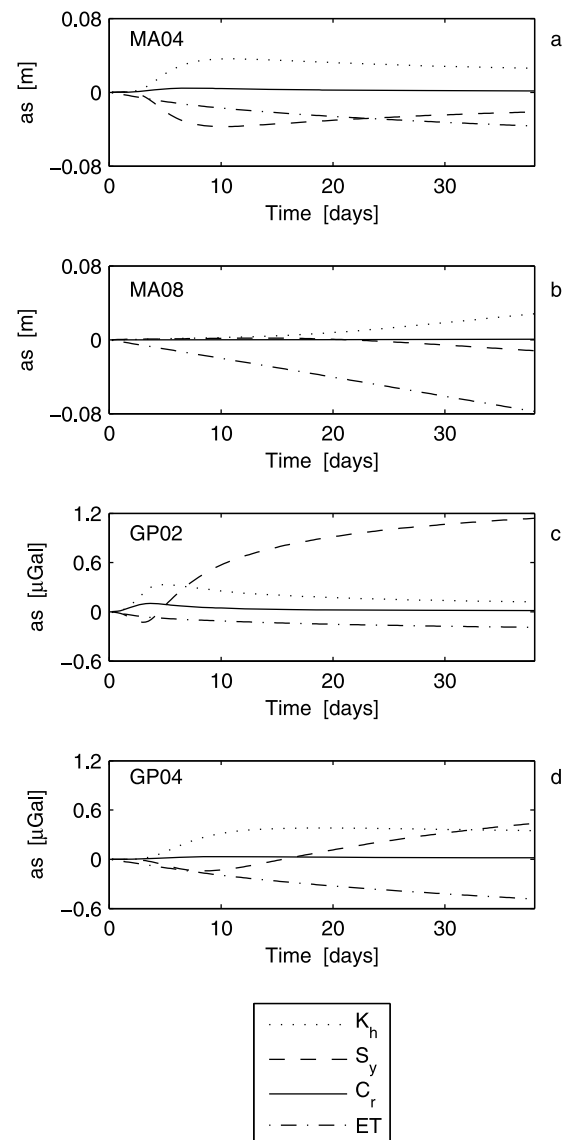 0.08
MA04
a
as [m]
0
−0.08
0 10 20 30
Time [days]
0.08
MA08
b
as [m]
0
−0.08
0 10 20 30
Time [days]
1.2
GP02
c
as [μGal]
0.6
0
−0.6
0 10 20 30
Time [days]
1.2
GP04
d
as [μGal]
0.6
0
−0.6
0 10 20 30
Time [days]
K_h
S_y
C_r
ET